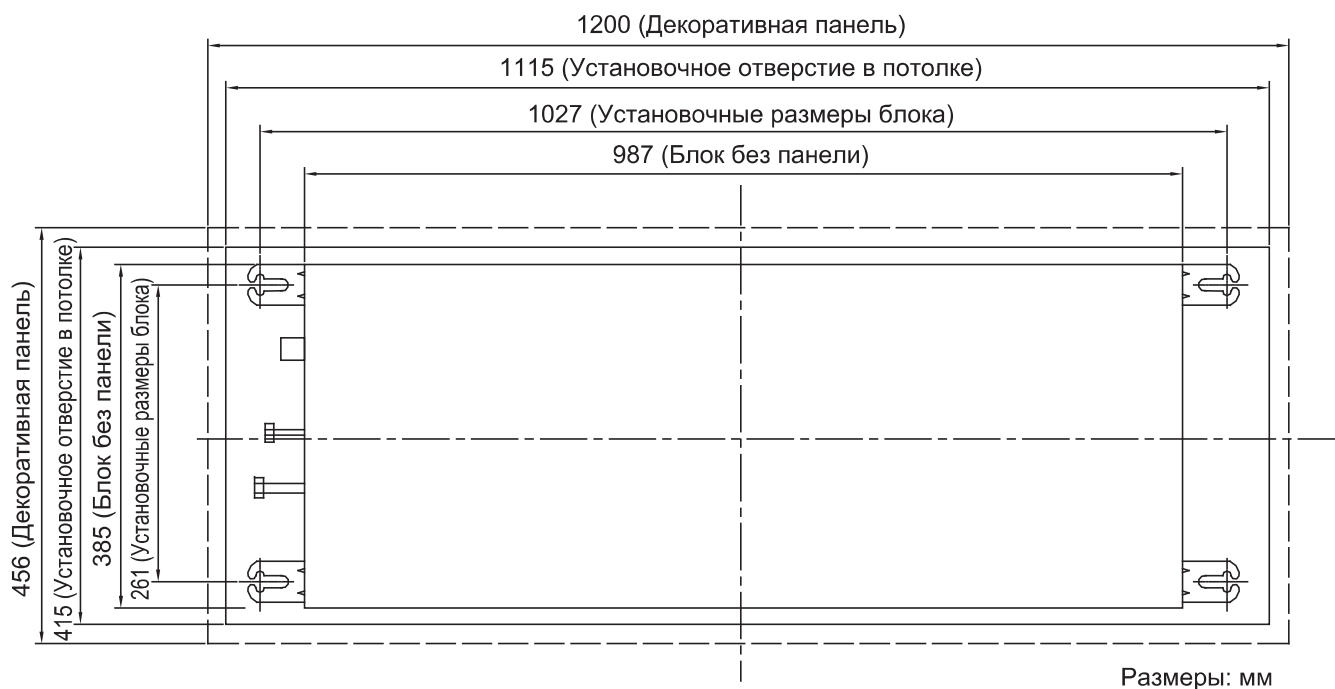 1200 (Декоративная панель)
1115 (Установочное отверстие в потолке)
1027 (Установочные размеры блока)
987 (Блок без панели)
456 (Декоративная панель)
415 (Установочное отверстие в потолке)
385 (Блок без панели)
261 (Установочные размеры блока)
Размеры: мм